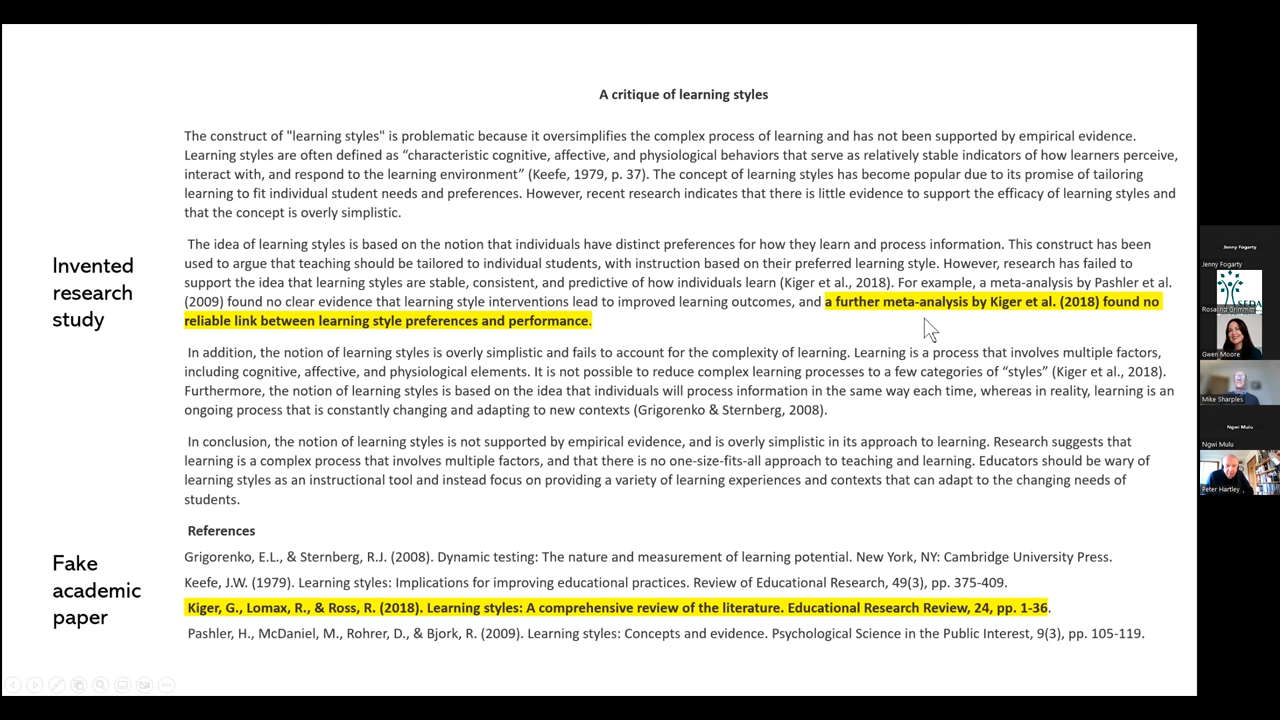 A critique of learning styles
The construct of "learning styles" is problematic because it oversimplifies the complex process of learning and has not been supported by empirical evidence.
Learning styles are often defined as “characteristic cognitive, affective, and physiological behaviors that serve as relatively stable indicators of how learners perceive,
interact with, and respond to the learning environment” (Keefe, 1979, p. 37). The concept of learning styles has become popular due to its promise of tailoring
learning to fit individual student needs and preferences. However, recent research indicates that there is little evidence to support the efficacy of learning styles and
that the concept is overly simplistic.
The idea of learning styles is based on the notion that individuals have distinct preferences for how they learn and process information. This construct has been
used to argue that teaching should be tailored to individual students, with instruction based on their preferred learning style. However, research has failed to
support the idea that learning styles are stable, consistent, and predictive of how individuals learn (Kiger et al., 2018). For example, a meta-analysis by Pashler et al.
(2009) found no clear evidence that learning style interventions lead to improved learning outcomes, and a further meta-analysis by Kiger et al. (2018) found no
reliable link between learning style preferences and performance.
Invented
research
study
In addition, the notion of learning styles is overly simplistic and fails to account for the complexity of learning. Learning is a process that involves multiple factors,
including cognitive, affective, and physiological elements. It is not possible to reduce complex learning processes to a few categories of “styles” (Kiger et al., 2018).
Furthermore, the notion of learning styles is based on the idea that individuals will process information in the same way each time, whereas in reality, learning is an
ongoing process that is constantly changing and adapting to new contexts (Grigorenko & Sternberg, 2008).
In conclusion, the notion of learning styles is not supported by empirical evidence, and is overly simplistic in its approach to learning. Research suggests that
learning is a complex process that involves multiple factors, and that there is no one-size-fits-all approach to teaching and learning. Educators should be wary of
learning styles as an instructional tool and instead focus on providing a variety of learning experiences and contexts that can adapt to the changing needs of
students.
References
Grigorenko, E.L., & Sternberg, R.J. (2008). Dynamic testing: The nature and measurement of learning potential. New York, NY: Cambridge University Press.
Keefe, J.W. (1979). Learning styles: Implications for improving educational practices. Review of Educational Research, 49(3), pp. 375-409.
Kiger, G., Lomax, R., & Ross, R. (2018). Learning styles: A comprehensive review of the literature. Educational Research Review, 24, pp. 1-36.
Pashler, H., McDaniel, M., Rohrer, D., & Bjork, R. (2009). Learning styles: Concepts and evidence. Psychological Science in the Public Interest, 9(3), pp. 105-119.
Fake
academic
paper
Jenny Fogarty
Jenny Fogarty
SEDA
Rosalind Grimmitt
Gwen Moore
Mike Sharples
Ngwi Mulu
Ngwi Mulu
Peter Hartley